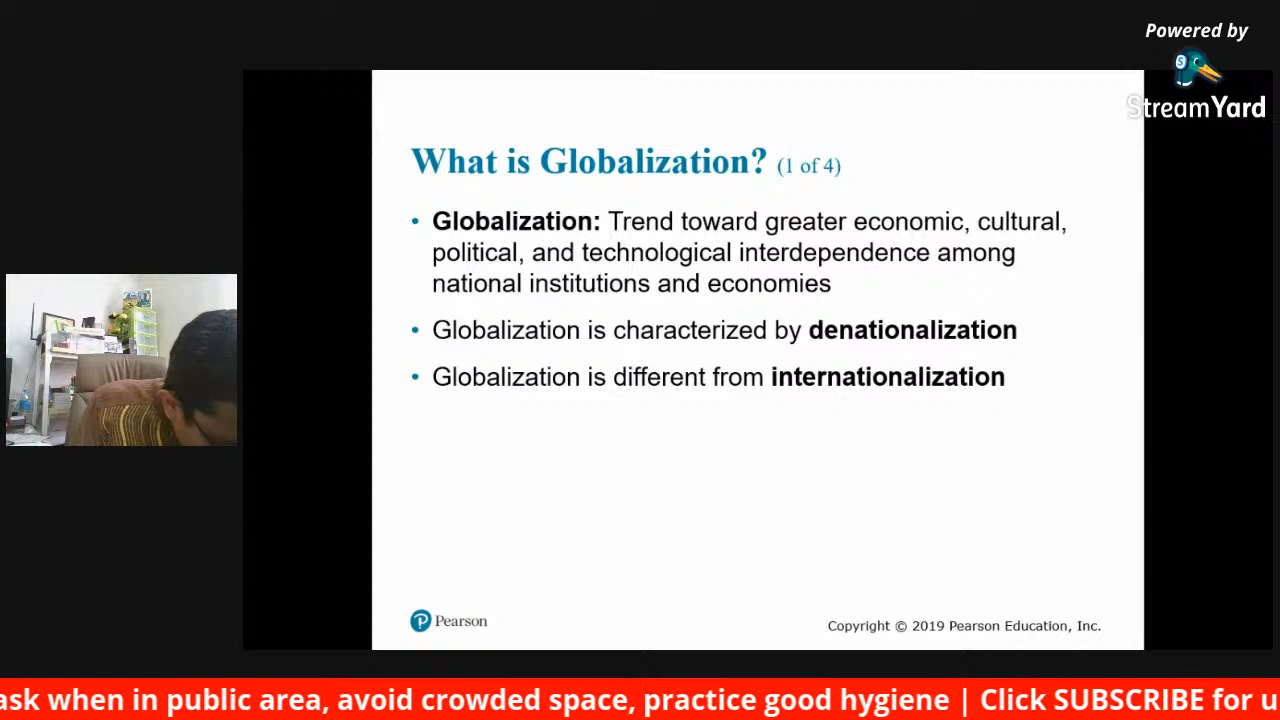 Powered by
StreamYard
What is Globalization? (1 of 4)
• Globalization: Trend toward greater economic, cultural,
political, and technological interdependence among
national institutions and economies
• Globalization is characterized by denationalization
• Globalization is different from internationalization
Pearson
Copyright © 2019 Pearson Education, Inc.
ask when in public area, avoid crowded space, practice good hygiene | Click SUBSCRIBE for u